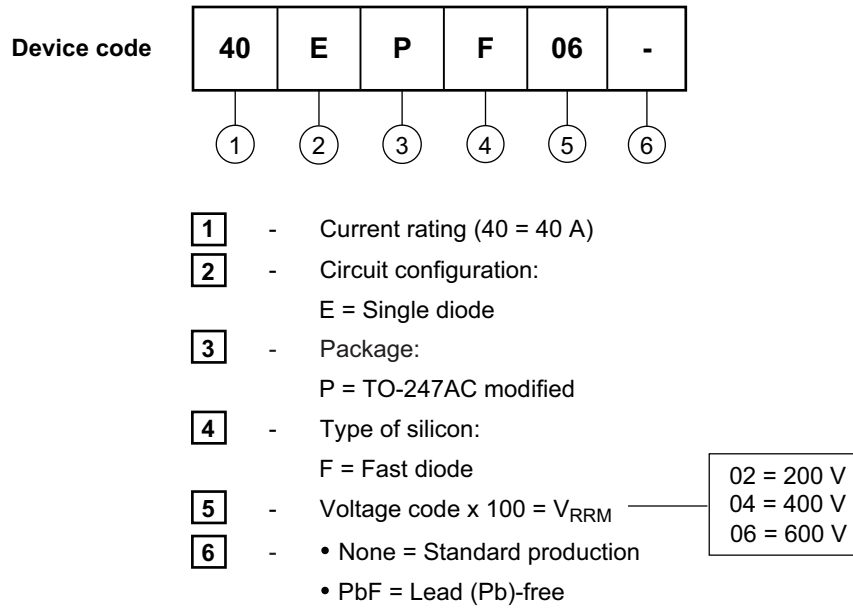 Device code 40 E P F 06 -
1 2 3 4 5 6
1 - Current rating (40 = 40 A)
2 - Circuit configuration:
E = Single diode
3 - Package:
P = TO-247AC modified
4 - Type of silicon:
F = Fast diode
5 - Voltage code x 100 = VRRM
02 = 200 V
04 = 400 V
06 = 600 V
6 - • None = Standard production
• PbF = Lead (Pb)-free